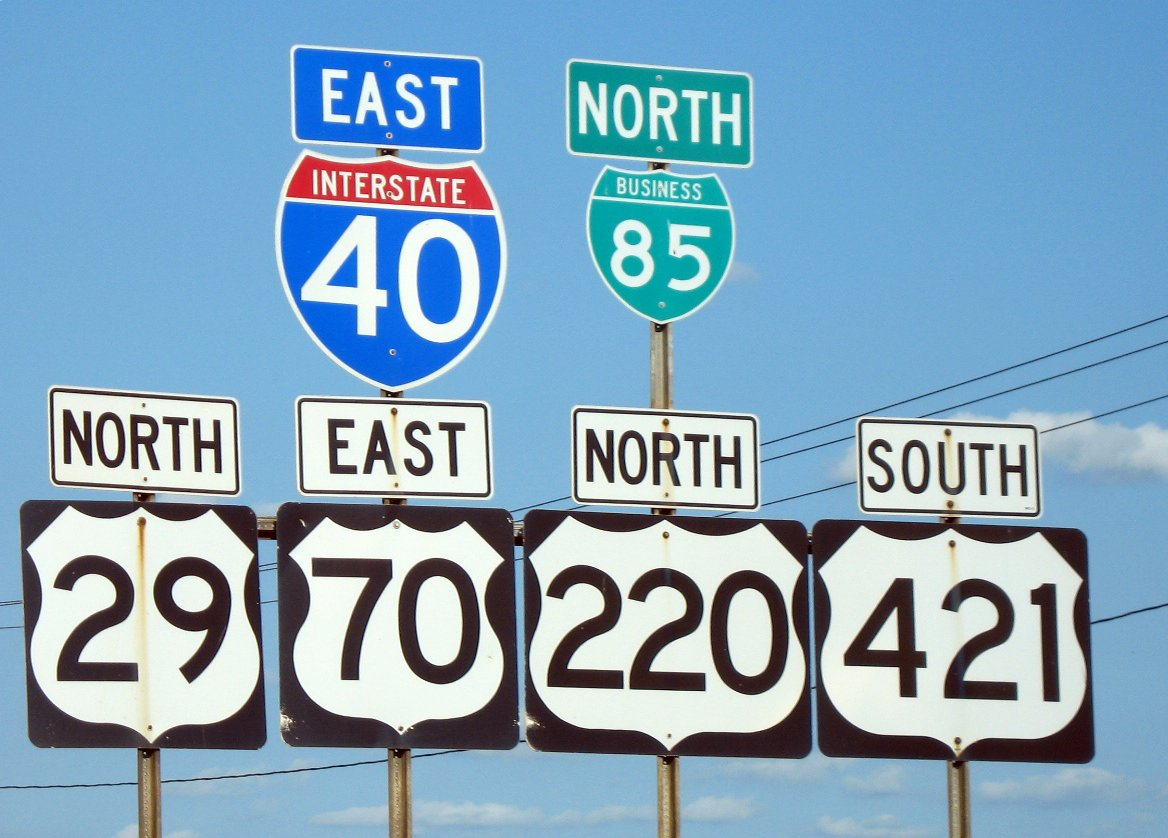 EAST
INTERSTATE
40
NORTH
BUSINESS
85
NORTH
29
EAST
70
NORTH
220
SOUTH
421